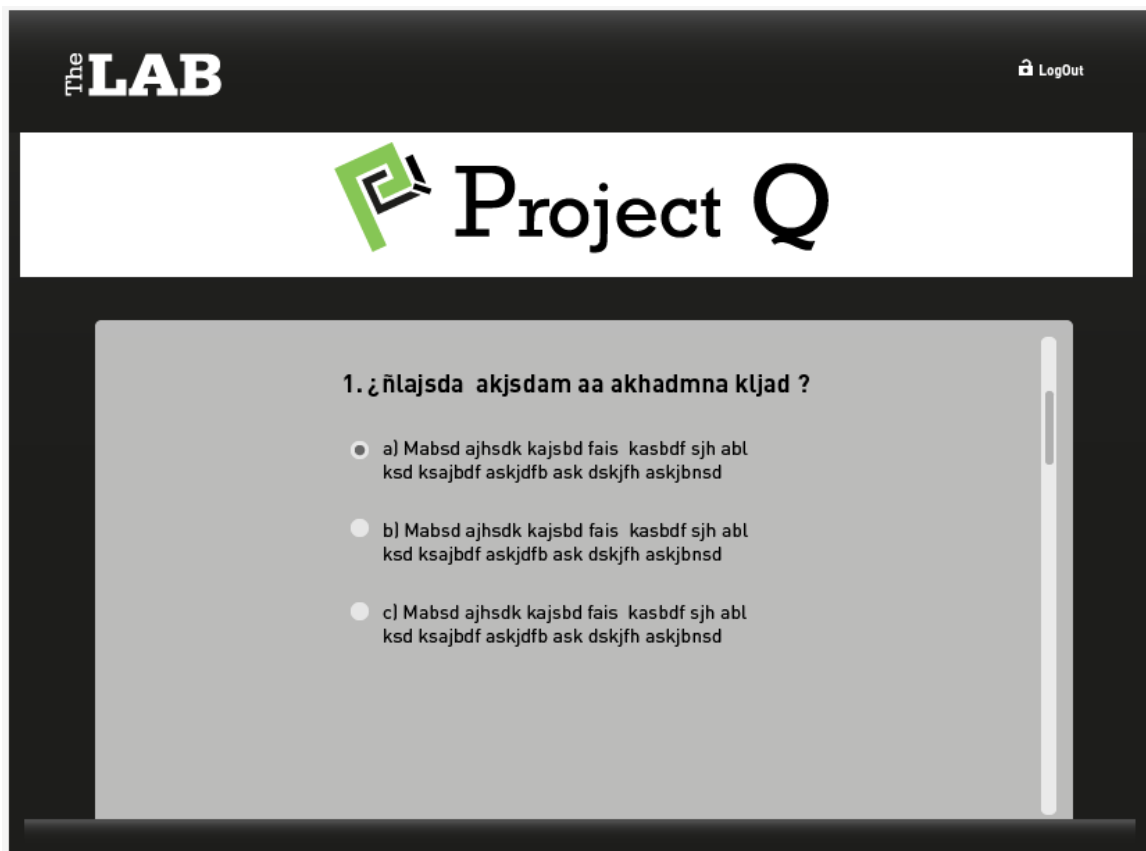 The LAB
LogOut
Project Q
1. ¿ñlajsda akjsdam aa akhadmna kljad ?
a) Mabsd ajhsdk kajsbd fais kasbdf sjh abl
ksd ksajbdf askjdfb ask dskjfh askjbnsd
b) Mabsd ajhsdk kajsbd fais kasbdf sjh abl
ksd ksajbdf askjdfb ask dskjfh askjbnsd
c) Mabsd ajhsdk kajsbd fais kasbdf sjh abl
ksd ksajbdf askjdfb ask dskjfh askjbnsd